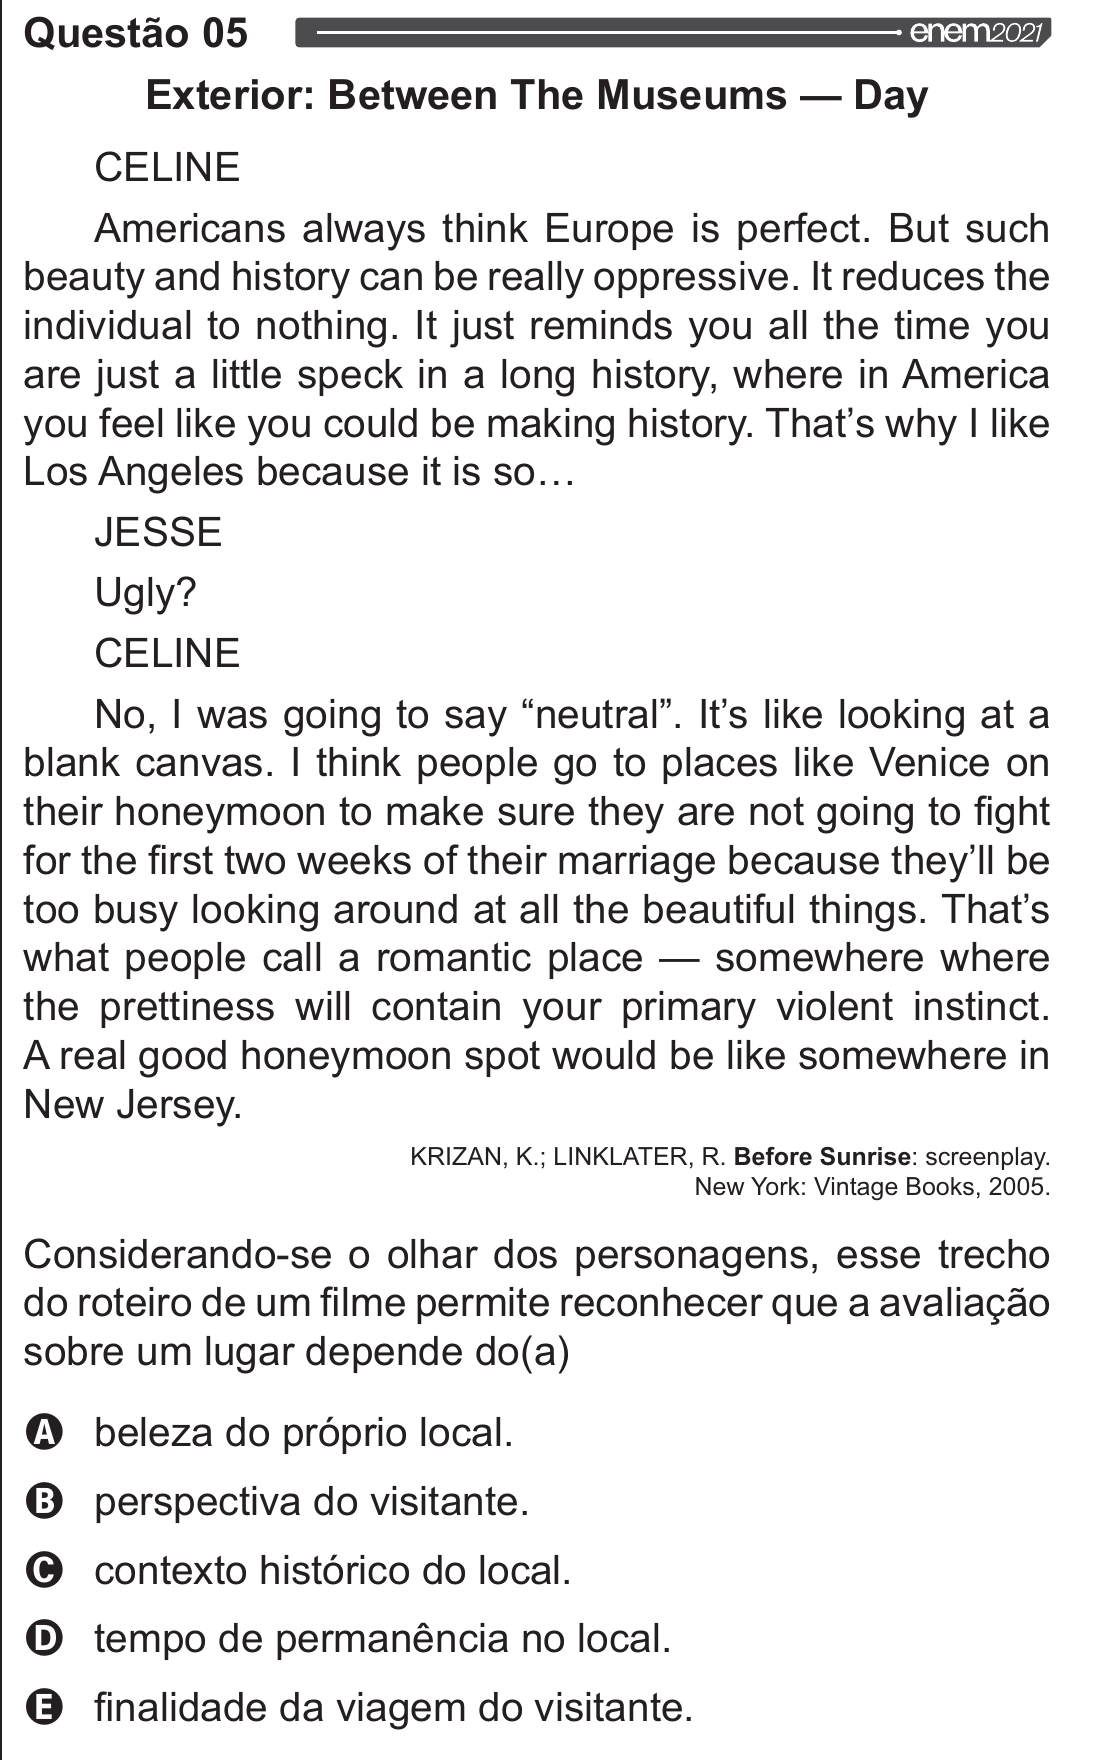 Questão 05
enem2021
Exterior: Between The Museums — Day
CELINE
Americans always think Europe is perfect. But such
beauty and history can be really oppressive. It reduces the
individual to nothing. It just reminds you all the time you
are just a little speck in a long history, where in America
you feel like you could be making history. That’s why I like
Los Angeles because it is so…
JESSE
Ugly?
CELINE
No, I was going to say “neutral”. It’s like looking at a
blank canvas. I think people go to places like Venice on
their honeymoon to make sure they are not going to fight
for the first two weeks of their marriage because they’ll be
too busy looking around at all the beautiful things. That’s
what people call a romantic place — somewhere where
the prettiness will contain your primary violent instinct.
A real good honeymoon spot would be like somewhere in
New Jersey.
KRIZAN, K.; LINKLATER, R. Before Sunrise: screenplay.
New York: Vintage Books, 2005.
Considerando-se o olhar dos personagens, esse trecho
do roteiro de um filme permite reconhecer que a avaliação
sobre um lugar depende do(a)
A beleza do próprio local.
B perspectiva do visitante.
C contexto histórico do local.
D tempo de permanência no local.
E finalidade da viagem do visitante.